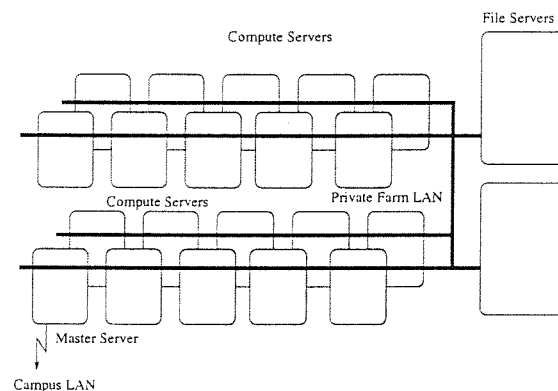 File Servers
Compute Servers
Compute Servers
Private Farm LAN
Master Server
Campus LAN